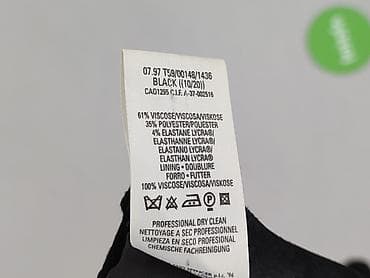 07.97 T59/00148/1436
BLACK ((10/20))
CA01295 C.I.F. A-37-002516
61% VISCOSE/VISCOSA/VISKOSE
35% POLYESTER/POLYESTER
4% ELASTANE LYCRA®/
ELASTHANNE LYCRA®/
ELASTANO LYCRA®/
ELASTHAN LYCRA®
LINING - DOUBLURE
FORRO - FUTTER
100% VISCOSE/VISCOSA/VISKOSE
PROFESSIONAL DRY CLEAN
NETTOYAGE A SEC PROFESSIONNEL
LIMPIEZA EN SECO PROFESIONAL
CHEMISCHE FACHREINIGUNG